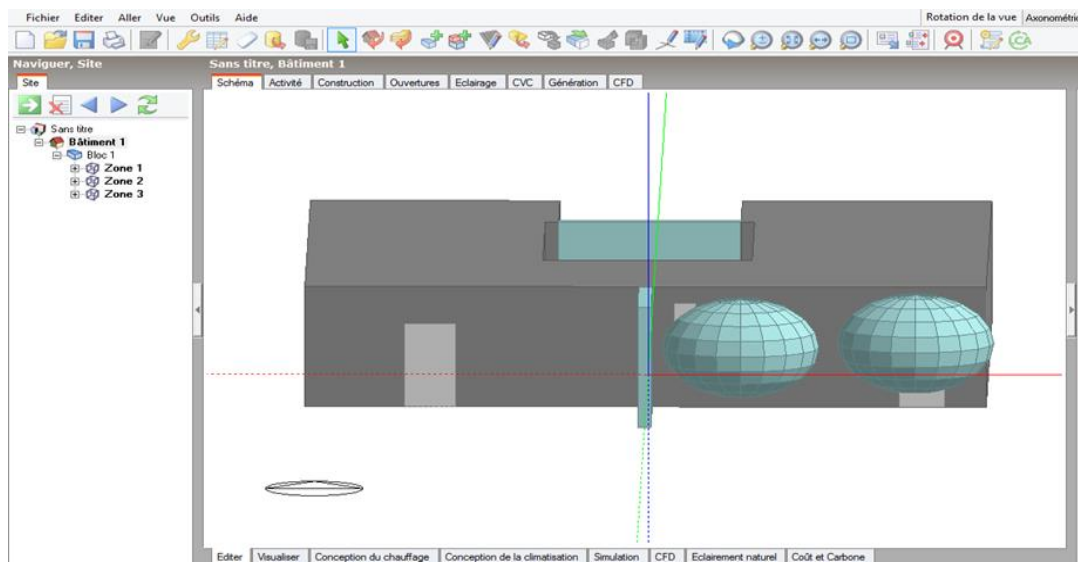 Fichier Editer Aller Vue Outils Aide
Rotation de la vue Axonométric
Naviguer, Site
Sans titre, Bâtiment 1
Site
Schéma Activité Construction Ouvertures Eclairage CVC Génération CFD
Sans titre
Bâtiment 1
Bloc 1
Zone 1
Zone 2
Zone 3
Editer Visualiser Conception du chauffage Conception de la climatisation Simulation CFD Eclairement naturel Coût et Carbone